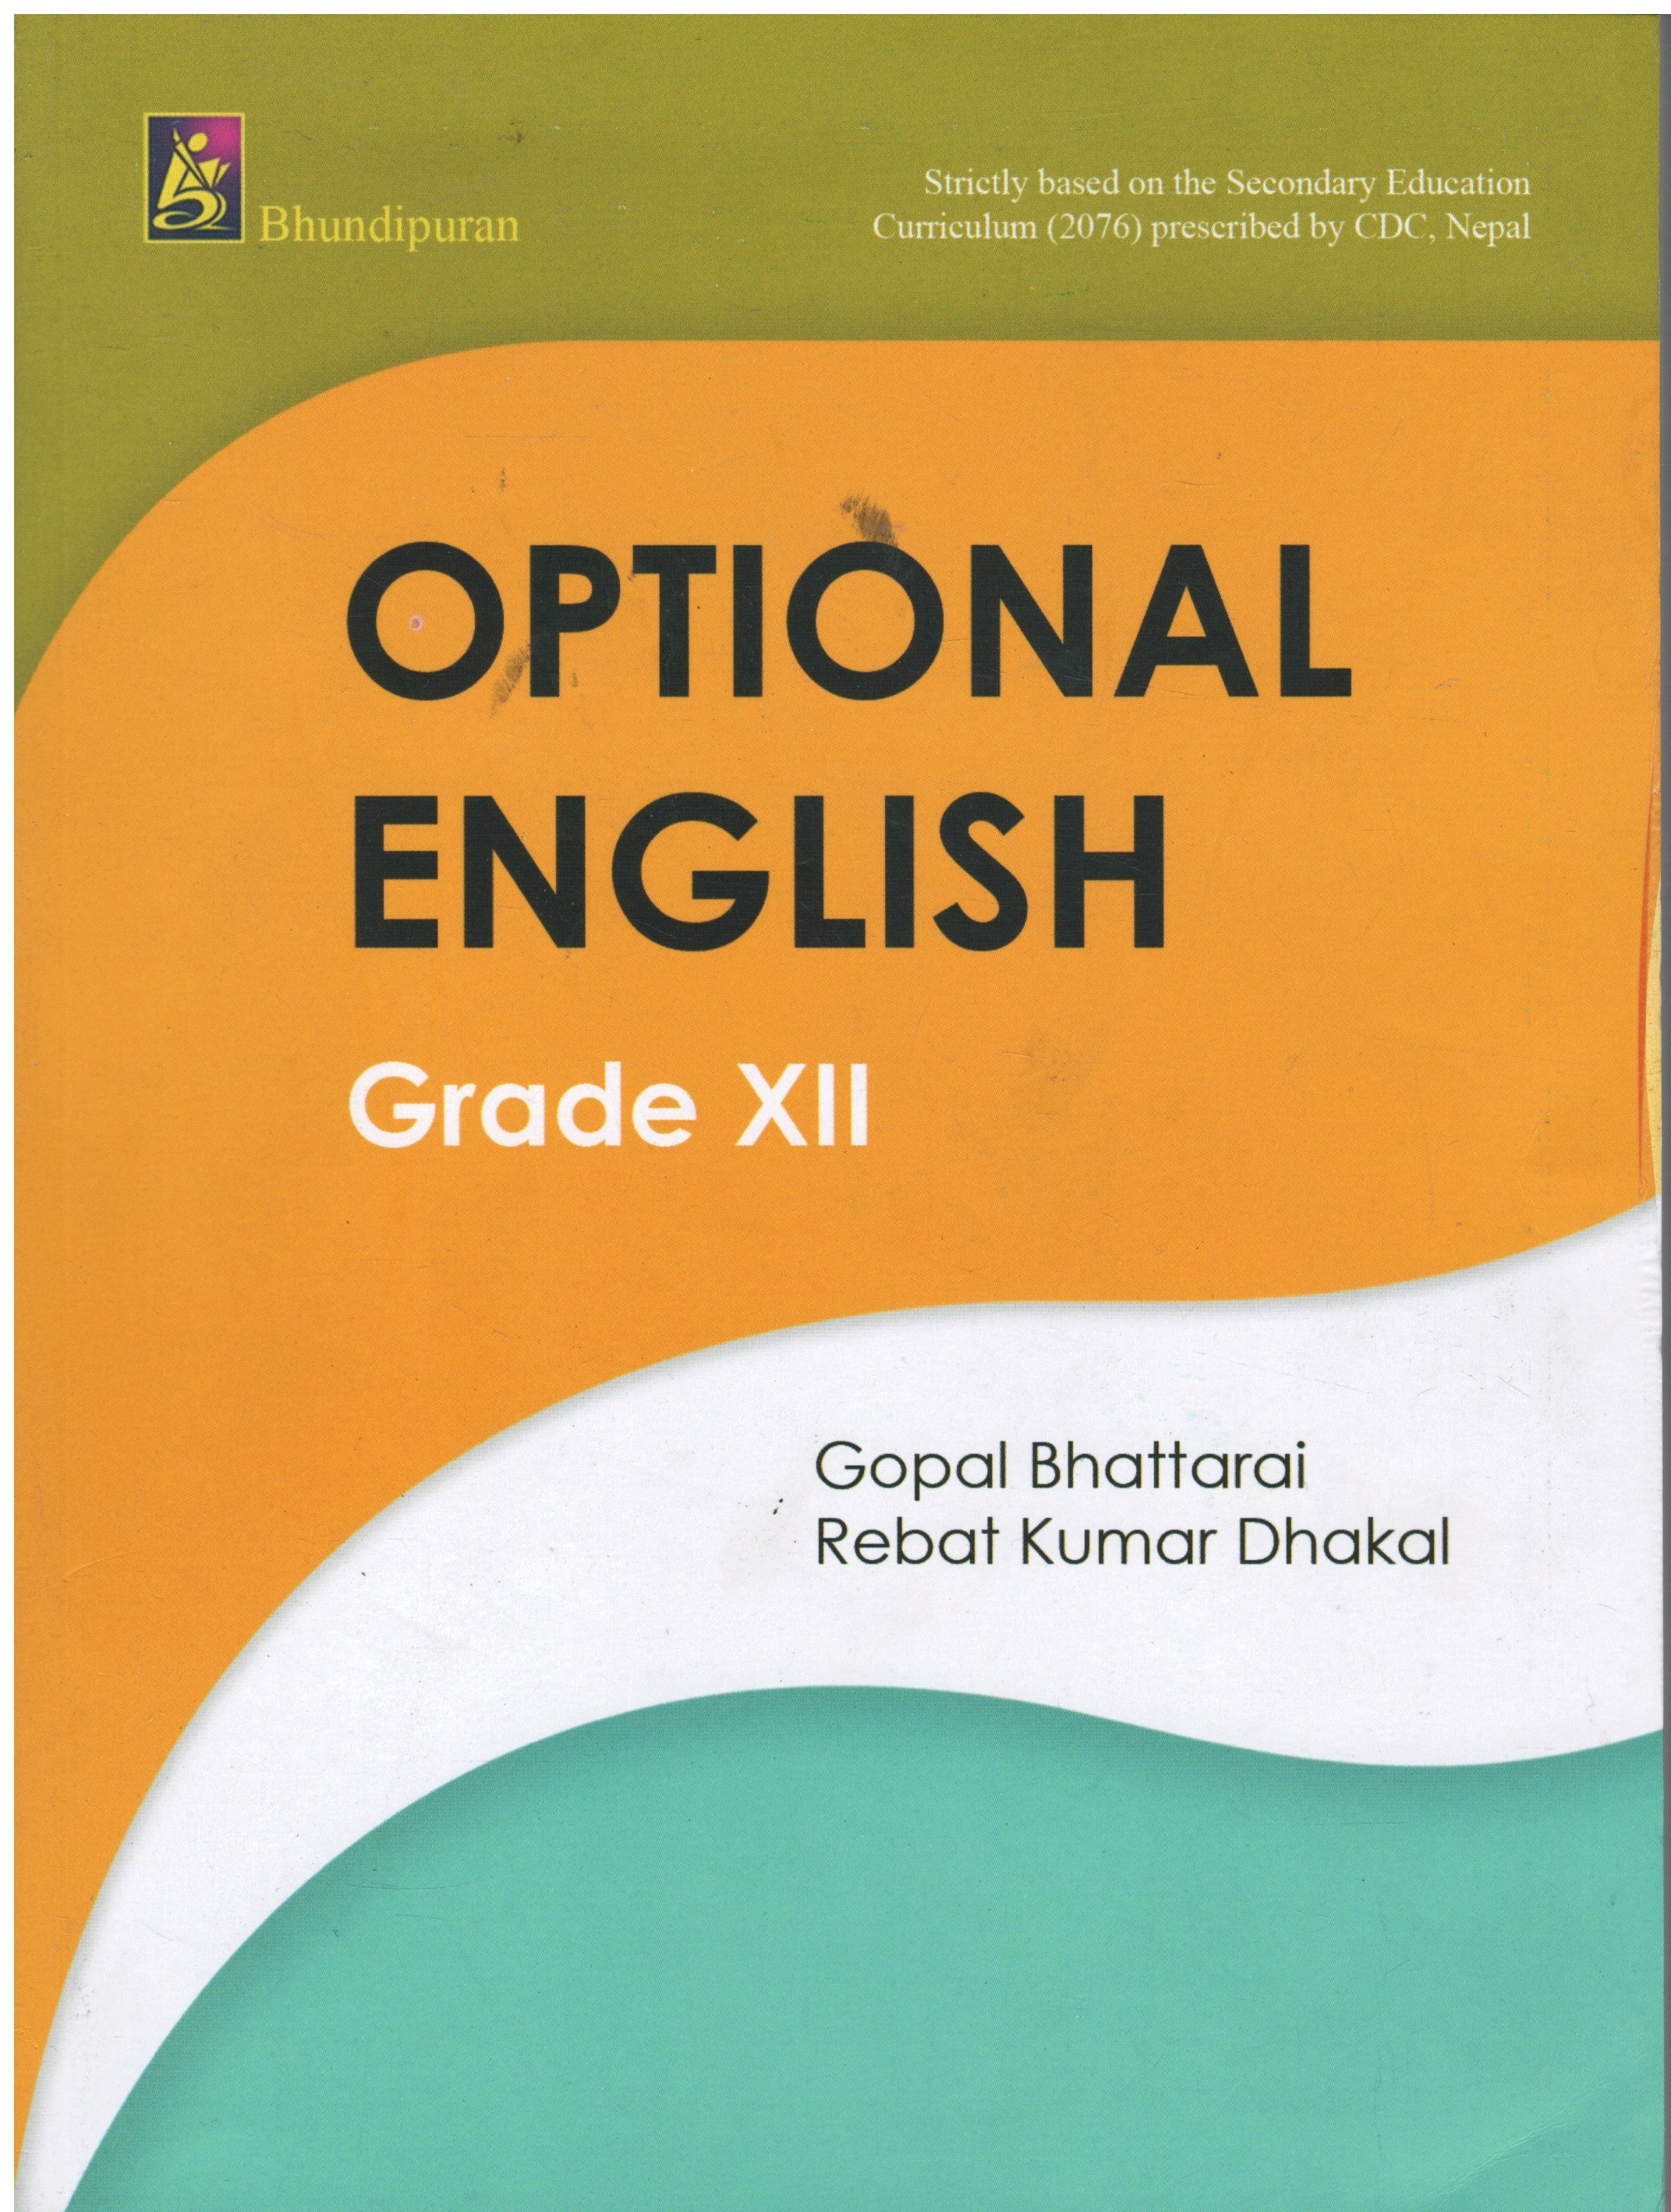 Bhundipuran
Strictly based on the Secondary Education
Curriculum (2076) prescribed by CDC, Nepal
OPTIONAL
ENGLISH
Grade XII
Gopal Bhattarai
Rebat Kumar Dhakal